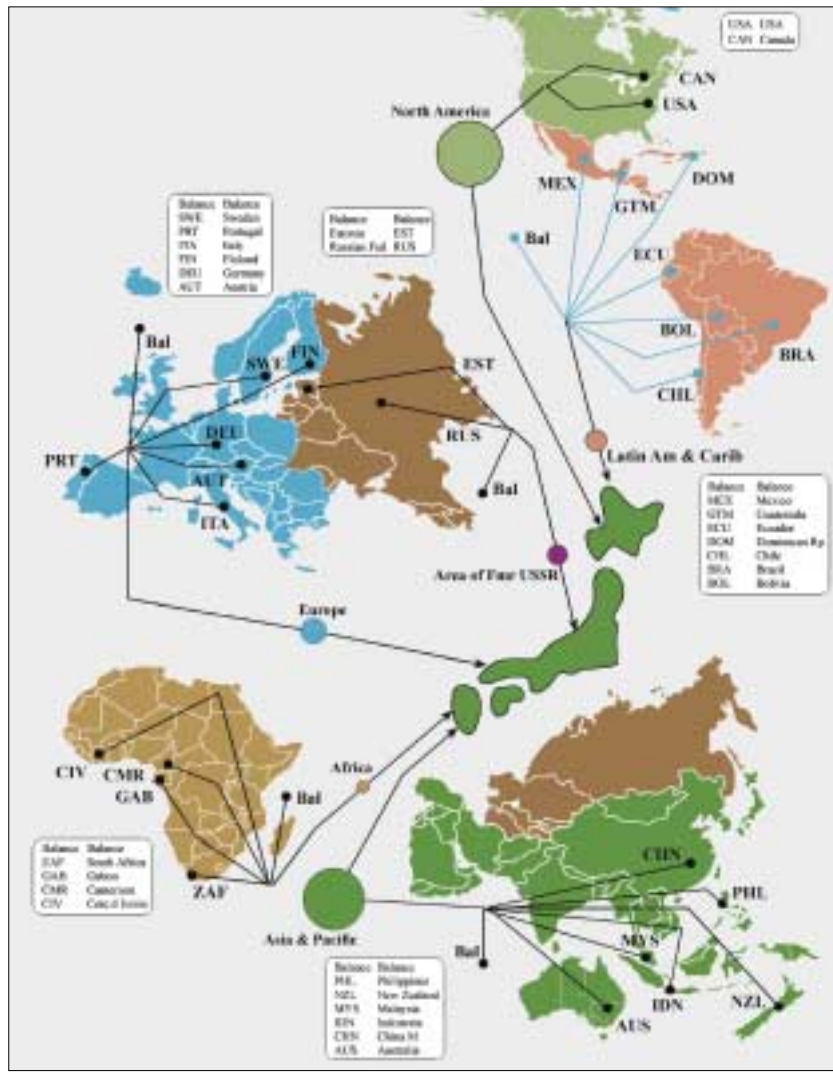 USA USA
CAN Canada
CAN
USA
North America
MEX
GTM
DOM
Balance Balance
SWE Sweden
PRT Portugal
ITA Italy
FIN Finland
DEU Germany
AUT Austria
Balance Balance
Estonia EST
Russian Fed RUS
Bal
ECU
BOL
BRA
CHL
Bal
SWE
FIN
EST
DEU
RUS
PRT
AUT
Bal
ITA
Latin Am & Carib
Balance Balance
MEX Mexico
GTM Guatemala
ECU Ecuador
DOM Dominican Rp
CHL Chile
BRA Brazil
BOL Bolivia
Area of Fmr USSR
Europe
Africa
CIV
CMR
GAB
Bal
ZAF
Balance Balance
ZAF South Africa
GAB Gabon
CMR Cameroon
CIV
CHN
PHL
Asia & Pacific
Bal
MYS
IDN
NZL
AUS
Balance Balance
PHL Philippines
NZL New Zealand
MYS Malaysia
IDN Indonesia
CHN China M
AUS Australia